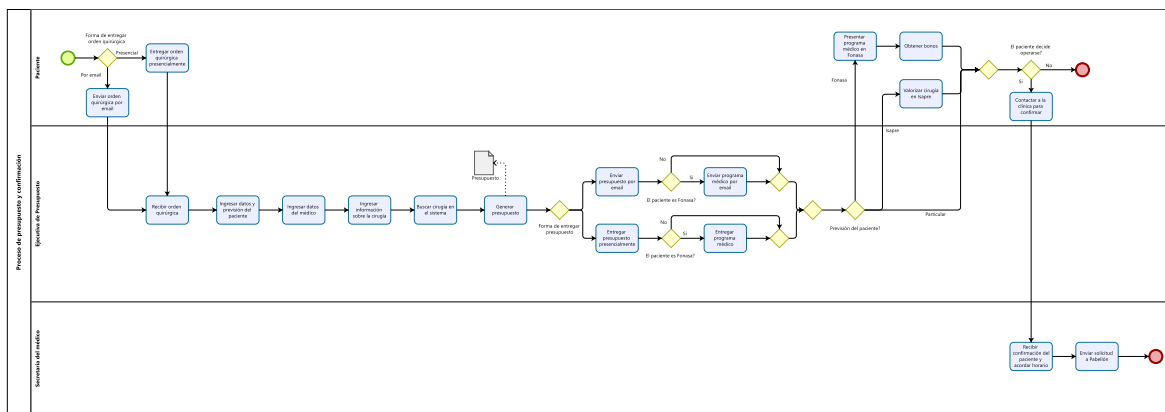 Proceso de presupuesto y confirmación
Paciente
Forma de entregar
orden quirúrgica
Presencial
Por email
Entregar orden
quirúrgica
presencialmente
Enviar orden
quirúrgica por
email
Presentar
programa
médico en
Fonasa
Obtener bonos
Fonasa
Valorizar cirugía
en Isapre
Isapre
El paciente decide
operarse?
No
Si
Contactar a la
clínica para
confirmar
Ejecutiva de Presupuesto
Recibir orden
quirúrgica
Ingresar datos y
previsión del
paciente
Ingresar datos
del médico
Ingresar
información
sobre la cirugía
Buscar cirugía en
el sistema
Presupuesto
Generar
presupuesto
Forma de entregar
presupuesto
Enviar
presupuesto por
email
No
Si
El paciente es Fonasa?
Enviar programa
médico por email
Entregar
presupuesto
presencialmente
No
Si
El paciente es Fonasa?
Entregar
programa
médico
Previsión del paciente?
Particular
Secretaria del médico
Recibir
confirmación del
paciente y
acordar horario
Enviar solicitud
a Pabellón